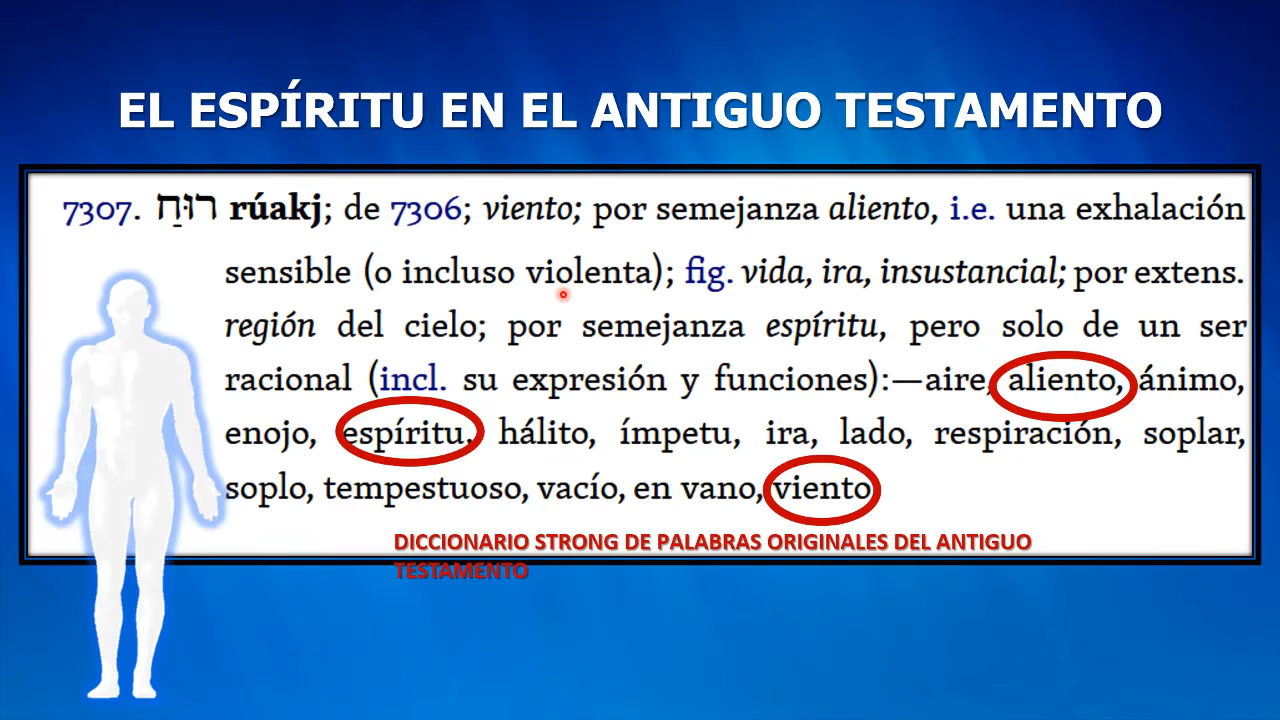 EL ESPÍRITU EN EL ANTIGUO TESTAMENTO
7307. רוּחַ rúakj; de 7306; viento; por semejanza aliento, i.e. una exhalación
sensible (o incluso violenta); fig. vida, ira, insustancial; por extens.
región del cielo; por semejanza espíritu, pero solo de un ser
racional (incl. su expresión y funciones):—aire, aliento, ánimo,
enojo, espíritu, hálito, ímpetu, ira, lado, respiración, soplar,
soplo, tempestuoso, vacío, en vano, viento
DICCIONARIO STRONG DE PALABRAS ORIGINALES DEL ANTIGUO
TESTAMENTO